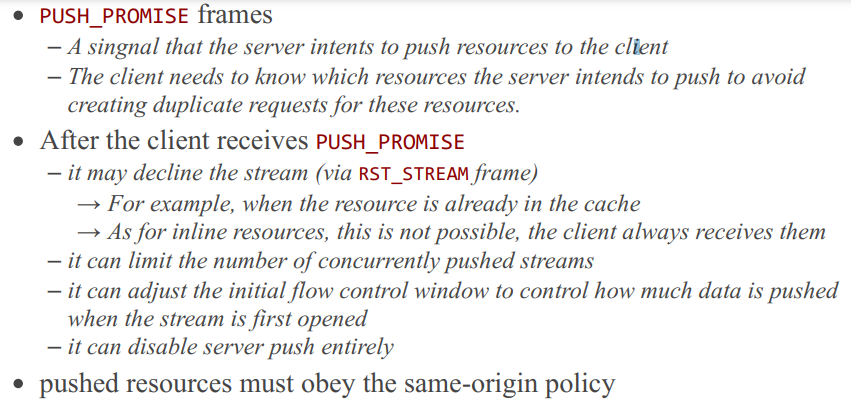 • PUSH_PROMISE frames
– A singnal that the server intents to push resources to the client
– The client needs to know which resources the server intends to push to avoid
creating duplicate requests for these resources.
• After the client receives PUSH_PROMISE
– it may decline the stream (via RST_STREAM frame)
→ For example, when the resource is already in the cache
→ As for inline resources, this is not possible, the client always receives them
– it can limit the number of concurrently pushed streams
– it can adjust the initial flow control window to control how much data is pushed
when the stream is first opened
– it can disable server push entirely
• pushed resources must obey the same-origin policy